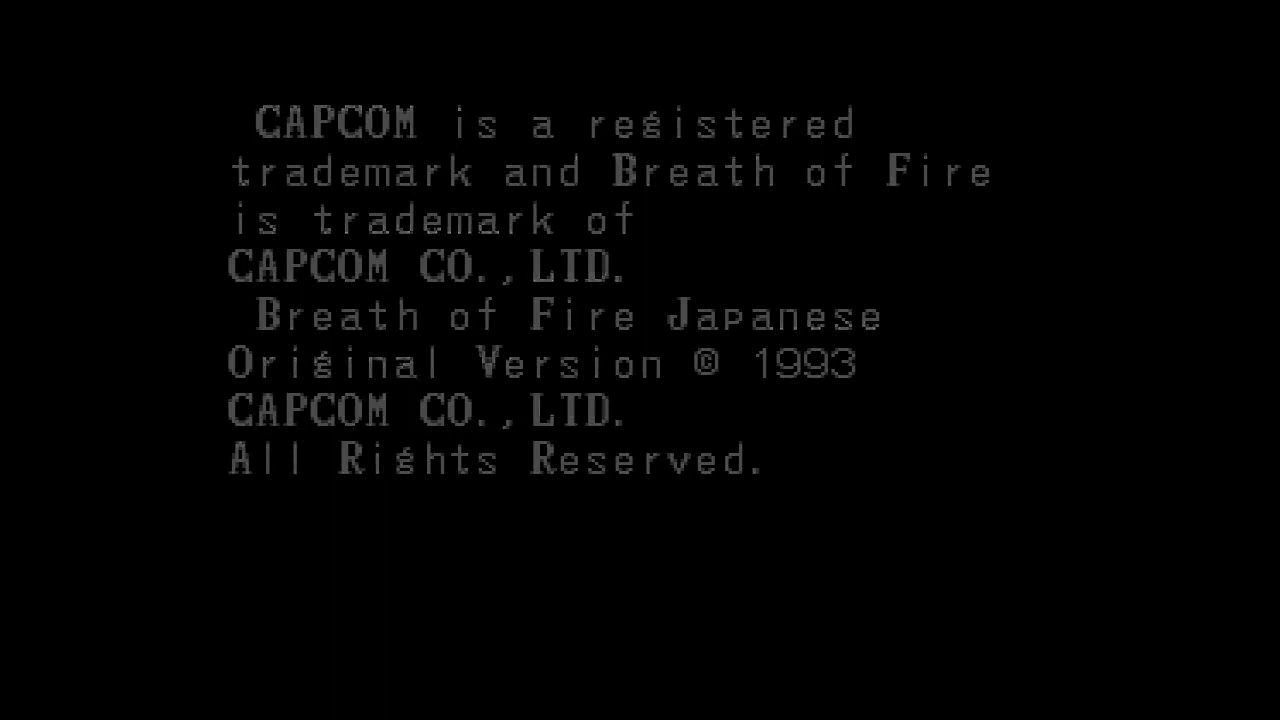 CAPCOM is a registered
trademark and Breath of Fire
is trademark of
CAPCOM CO.,LTD.
Breath of Fire Japanese
Original Version © 1993
CAPCOM CO.,LTD.
All Rights Reserved.